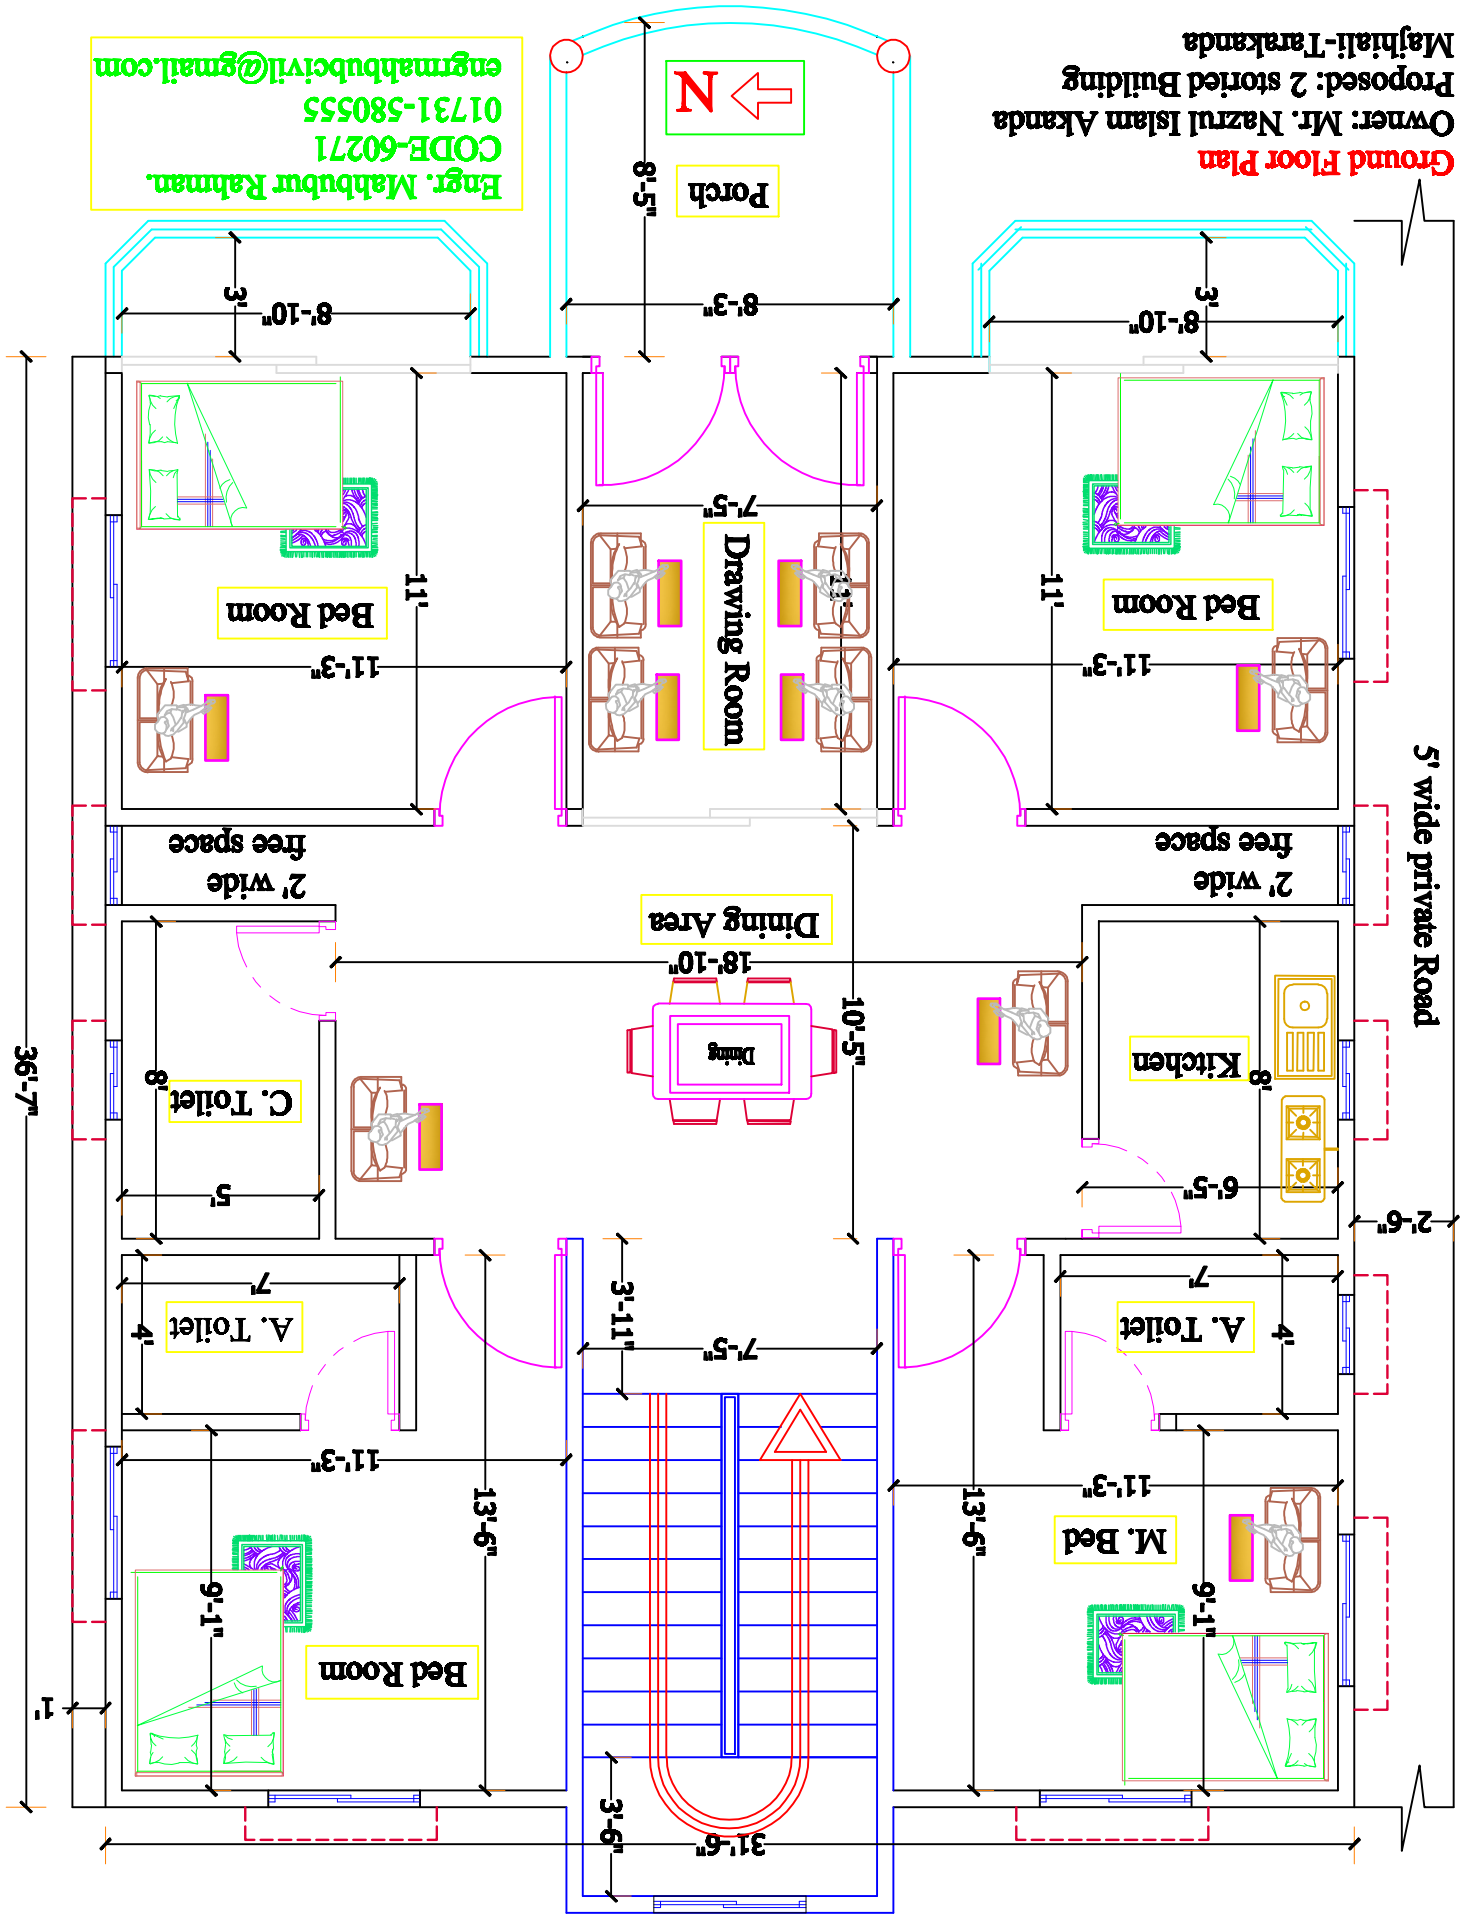 3'-6"
31'-6"
1'
Bed Room
9'-1"
9'-1"
M. Bed
13'-6"
13'-6"
11'-3"
11'-3"
7'-5"
3'-11"
A. Toilet
4'
7'
A. Toilet
4'
7'
2'-6"
6'-5"
5'
Kitchen
8'
C. Toilet
8'
36'-7"
Dining
10'-5"
18'-10"
Dining Area
2' wide
free space
2' wide
free space
5' wide private Road
11'-3"
11'-3"
Bed Room
Drawing Room
Bed Room
11'
11'
11'
7'-5"
8'-10"
8'-3"
8'-10"
3'
3'
Porch
8'-5"
N
Ground Floor Plan
Owner: Mr. Nazrul Islam Akanda
Proposed: 2 storied Building
Majhiali-Tarakanda
Engr. Mahbubur Rahman.
CODE-60271
01731-580555
engrmahbubcivil@gmail.com